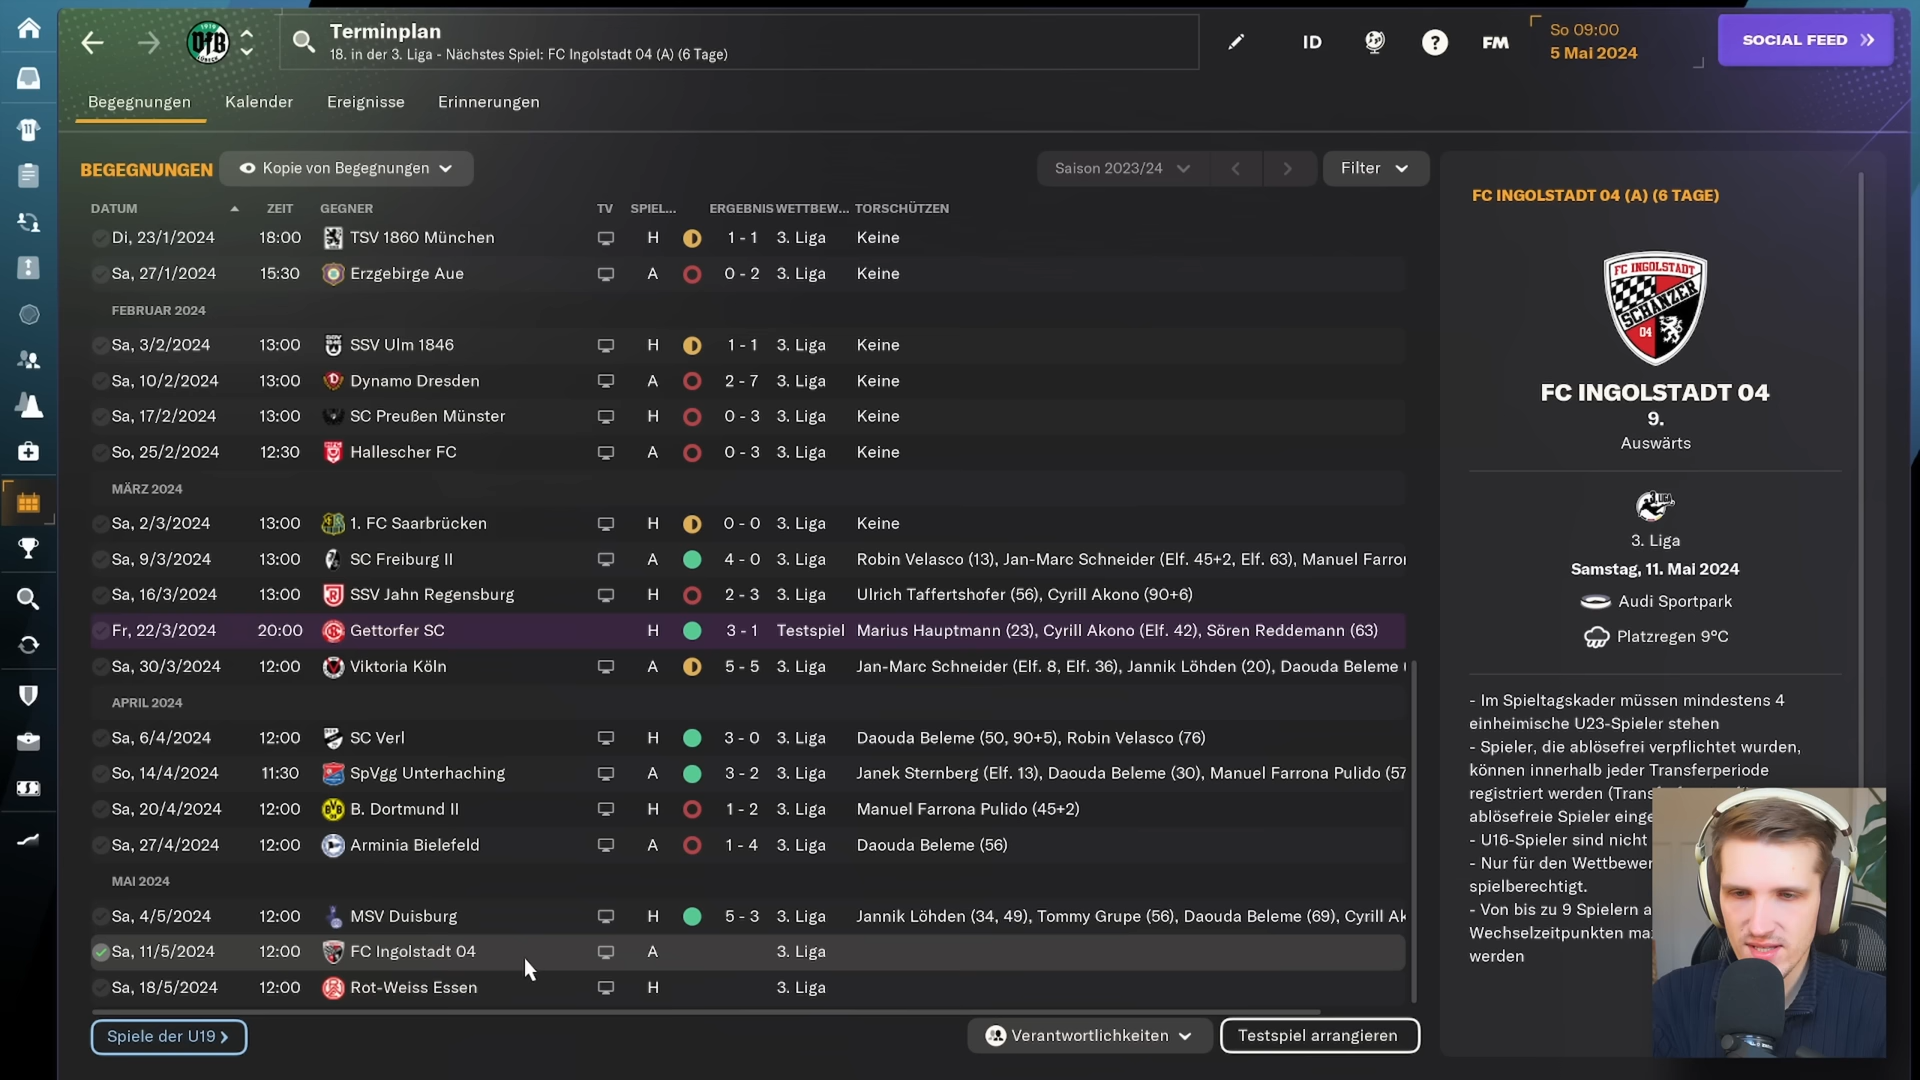 Terminplan
18. in der 3. Liga - Nächstes Spiel: FC Ingolstadt 04 (A) (6 Tage)
ID
?
FM
So 09:00
5 Mai 2024
SOCIAL FEED
Begegnungen Kalender Ereignisse Erinnerungen
BEGEGNUNGEN Kopie von Begegnungen Saison 2023/24 Filter
DATUM ZEIT GEGNER TV SPIEL... ERGEBNIS WETTBEW... TORSCHÜTZEN
Di, 23/1/2024 18:00 TSV 1860 München H 1 - 1 3. Liga Keine
Sa, 27/1/2024 15:30 Erzgebirge Aue A 0 - 2 3. Liga Keine
FEBRUAR 2024
Sa, 3/2/2024 13:00 SSV Ulm 1846 H 1 - 1 3. Liga Keine
Sa, 10/2/2024 13:00 Dynamo Dresden A 2 - 7 3. Liga Keine
Sa, 17/2/2024 13:00 SC Preußen Münster H 0 - 3 3. Liga Keine
So, 25/2/2024 12:30 Hallescher FC A 0 - 3 3. Liga Keine
MÄRZ 2024
Sa, 2/3/2024 13:00 1. FC Saarbrücken H 0 - 0 3. Liga Keine
Sa, 9/3/2024 13:00 SC Freiburg II A 4 - 0 3. Liga Robin Velasco (13), Jan-Marc Schneider (Elf. 45+2, Elf. 63), Manuel Farror
Sa, 16/3/2024 13:00 SSV Jahn Regensburg H 2 - 3 3. Liga Ulrich Taffertshofer (56), Cyrill Akono (90+6)
Fr, 22/3/2024 20:00 Gettorfer SC H 3 - 1 Testspiel Marius Hauptmann (23), Cyrill Akono (Elf. 42), Sören Reddemann (63)
Sa, 30/3/2024 12:00 Viktoria Köln A 5 - 5 3. Liga Jan-Marc Schneider (Elf. 8, Elf. 36), Jannik Löhden (20), Daouda Beleme (
APRIL 2024
Sa, 6/4/2024 12:00 SC Verl H 3 - 0 3. Liga Daouda Beleme (50, 90+5), Robin Velasco (76)
So, 14/4/2024 11:30 SpVgg Unterhaching A 3 - 2 3. Liga Janek Sternberg (Elf. 13), Daouda Beleme (30), Manuel Farrona Pulido (57
Sa, 20/4/2024 12:00 B. Dortmund II H 1 - 2 3. Liga Manuel Farrona Pulido (45+2)
Sa, 27/4/2024 12:00 Arminia Bielefeld A 1 - 4 3. Liga Daouda Beleme (56)
MAI 2024
Sa, 4/5/2024 12:00 MSV Duisburg H 5 - 3 3. Liga Jannik Löhden (34, 49), Tommy Grupe (56), Daouda Beleme (69), Cyrill Ak
Sa, 11/5/2024 12:00 FC Ingolstadt 04 A 3. Liga
Sa, 18/5/2024 12:00 Rot-Weiss Essen H 3. Liga
Spiele der U19 Verantwortlichkeiten Testspiel arrangieren
FC INGOLSTADT 04 (A) (6 TAGE)
FC INGOLSTADT
SCHANZER
04
FC INGOLSTADT 04
9.
Auswärts
3. Liga
Samstag, 11. Mai 2024
Audi Sportpark
Platzregen 9°C
- Im Spieltagskader müssen mindestens 4
einheimische U23-Spieler stehen
- Spieler, die ablösefrei verpflichtet wurden,
können innerhalb jeder Transferperiode
registriert werden
ablösefreie Spieler
- U16-Spieler sind nicht
- Nur für den
spielberechtigt.
- Von bis zu 9 Spielern
Wechselzeitpunkten
werden